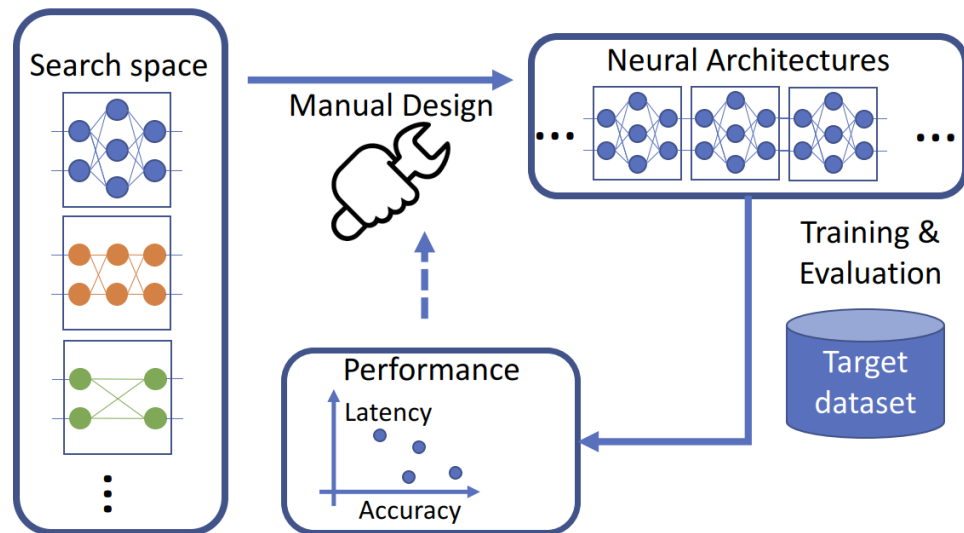 Search space
Manual Design
Neural Architectures
Training &
Evaluation
Target
dataset
Performance
Latency
Accuracy